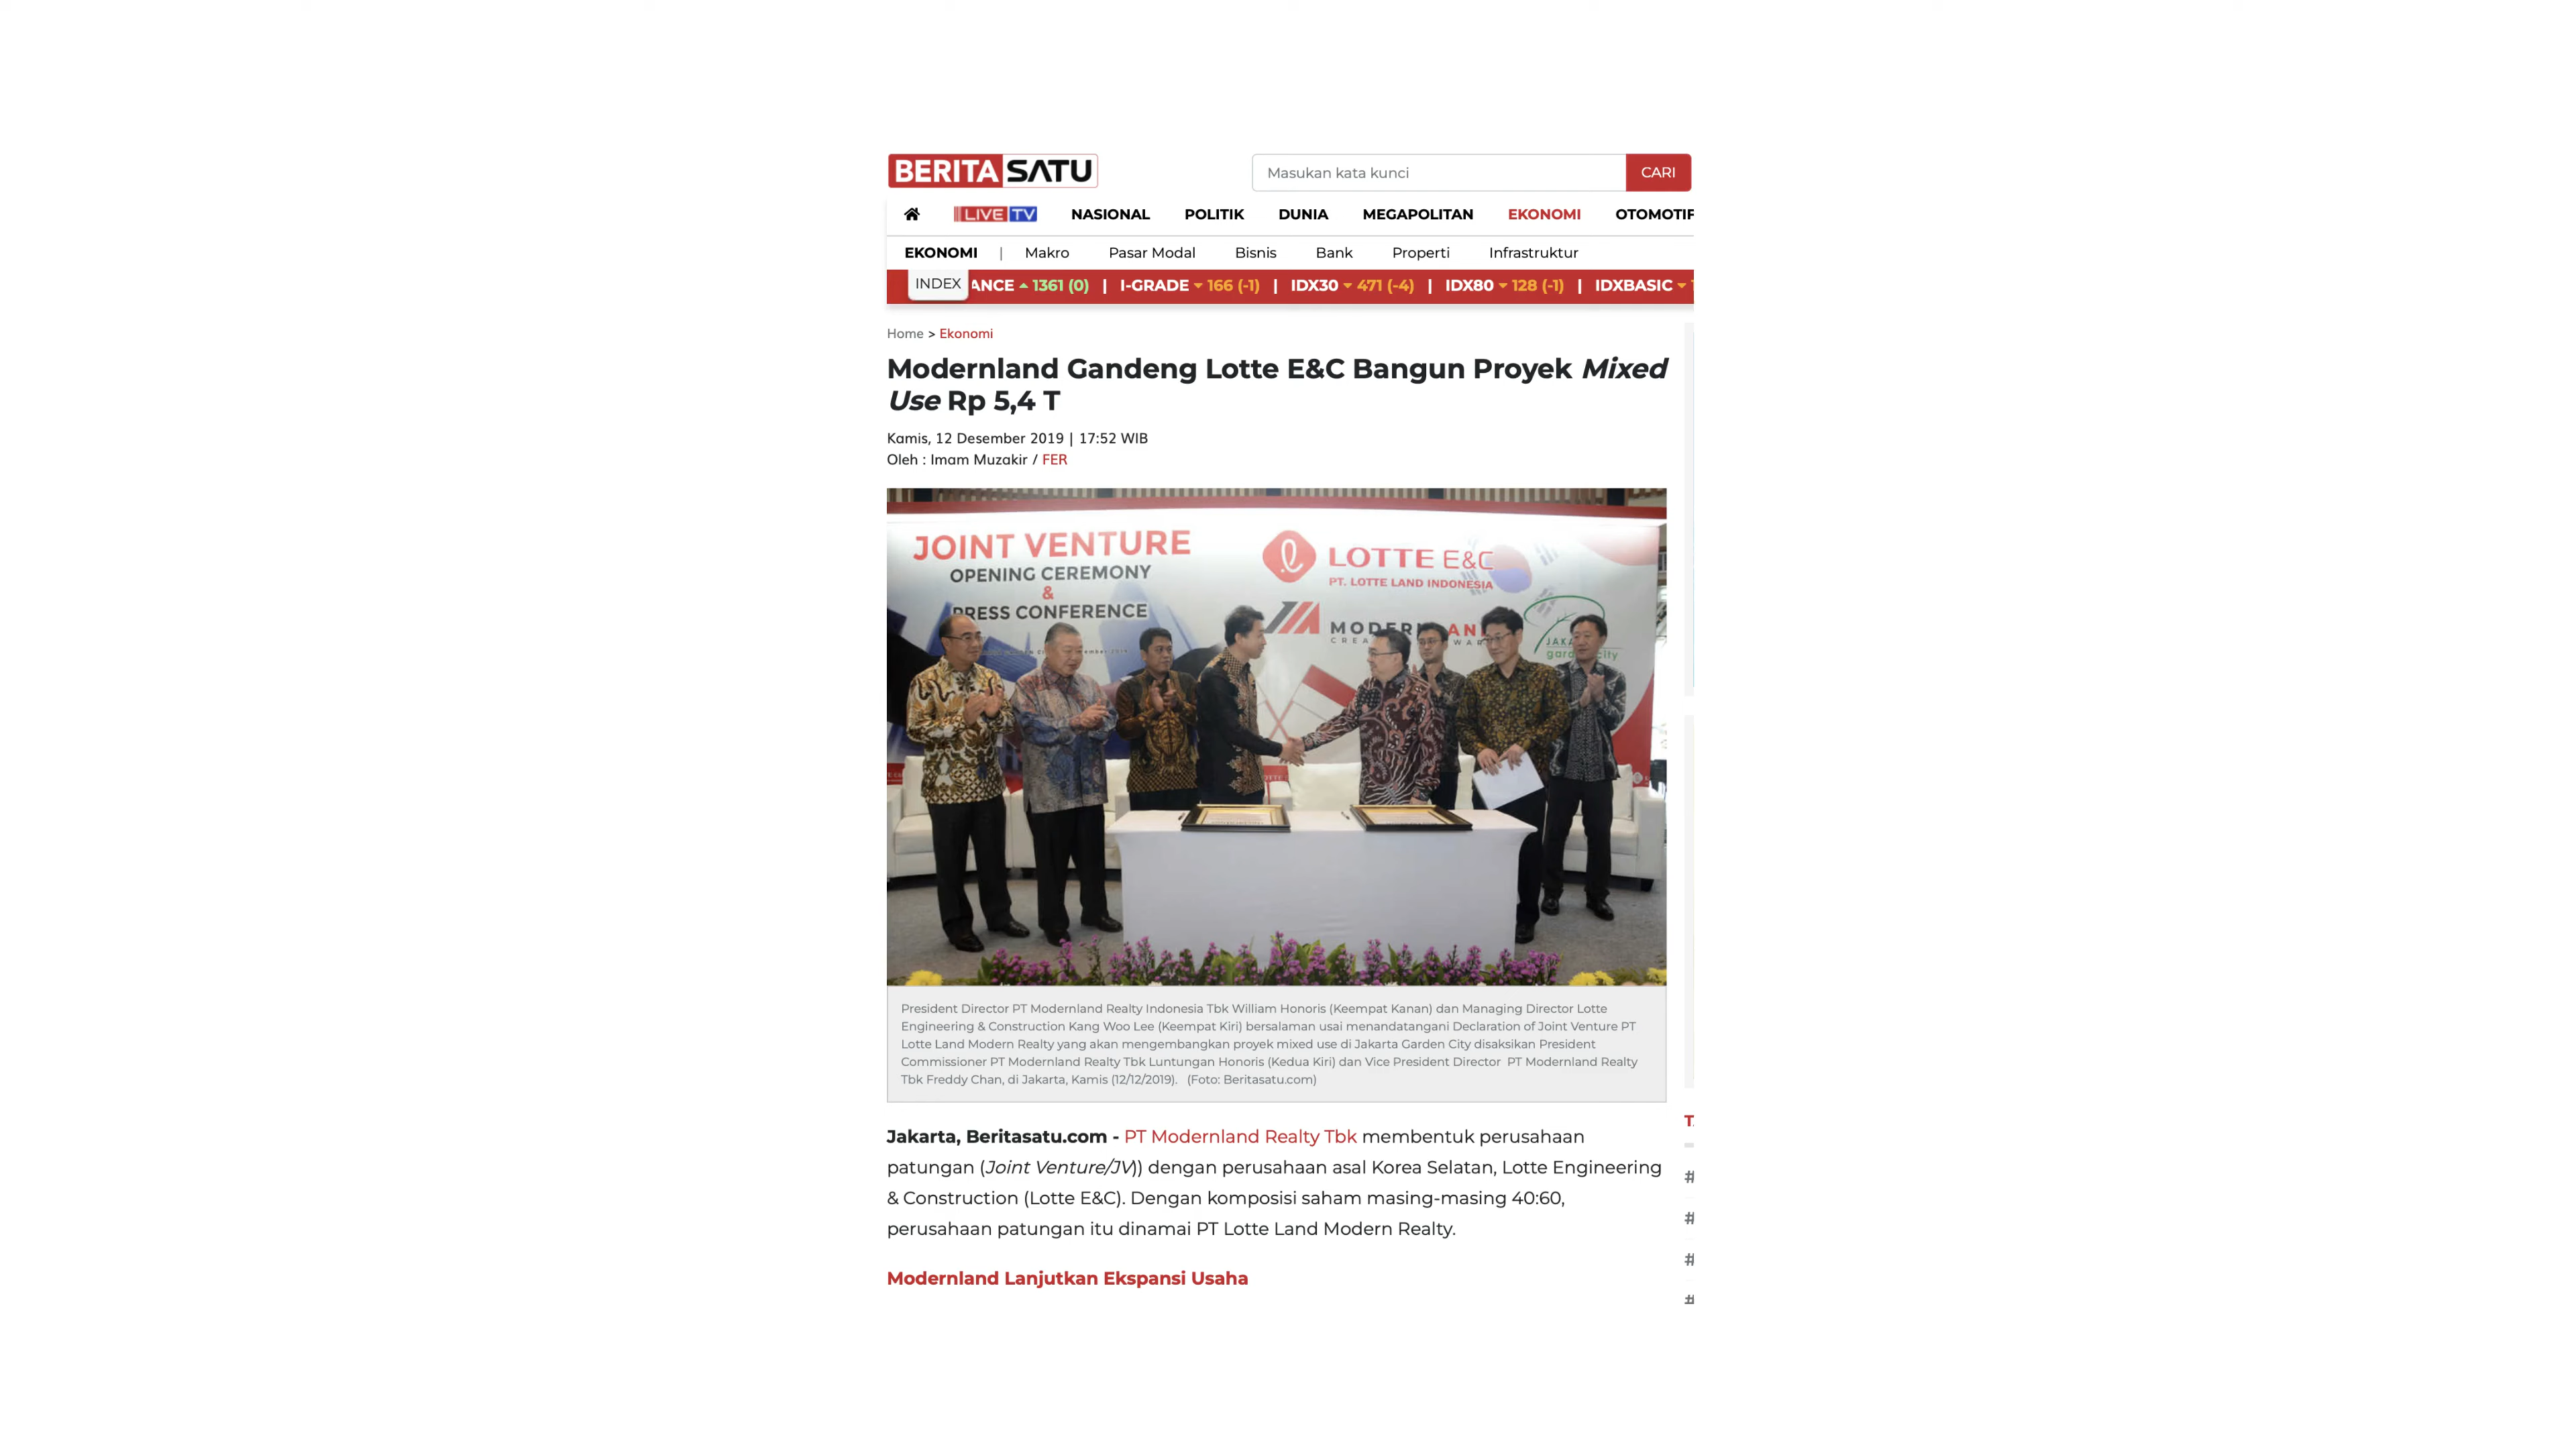 BERITA SATU
Masukan kata kunci
CARI
LIVE TV NASIONAL POLITIK DUNIA MEGAPOLITAN EKONOMI OTOMOTIF
EKONOMI | Makro Pasar Modal Bisnis Bank Properti Infrastruktur
INDEX ANCE 1361 (0) | I-GRADE 166 (-1) | IDX30 471 (-4) | IDX80 128 (-1) | IDXBASIC
Home > Ekonomi
Modernland Gandeng Lotte E&C Bangun Proyek Mixed
Use Rp 5,4 T
Kamis, 12 Desember 2019 | 17:52 WIB
Oleh : Imam Muzakir / FER
JOINT VENTURE
OPENING CEREMONY
&
PRESS CONFERENCE
LOTTE E&C
PT. LOTTE LAND INDONESIA
President Director PT Modernland Realty Indonesia Tbk William Honoris (Keempat Kanan) dan Managing Director Lotte
Engineering & Construction Kang Woo Lee (Keempat Kiri) bersalaman usai menandatangani Declaration of Joint Venture PT
Lotte Land Modern Realty yang akan mengembangkan proyek mixed use di Jakarta Garden City disaksikan President
Commissioner PT Modernland Realty Tbk Luntungan Honoris (Kedua Kiri) dan Vice President Director PT Modernland Realty
Tbk Freddy Chan, di Jakarta, Kamis (12/12/2019). (Foto: Beritasatu.com)
Jakarta, Beritasatu.com - PT Modernland Realty Tbk membentuk perusahaan
patungan (Joint Venture/JV)) dengan perusahaan asal Korea Selatan, Lotte Engineering
& Construction (Lotte E&C). Dengan komposisi saham masing-masing 40:60,
perusahaan patungan itu dinamai PT Lotte Land Modern Realty.
Modernland Lanjutkan Ekspansi Usaha
#
#
#
#